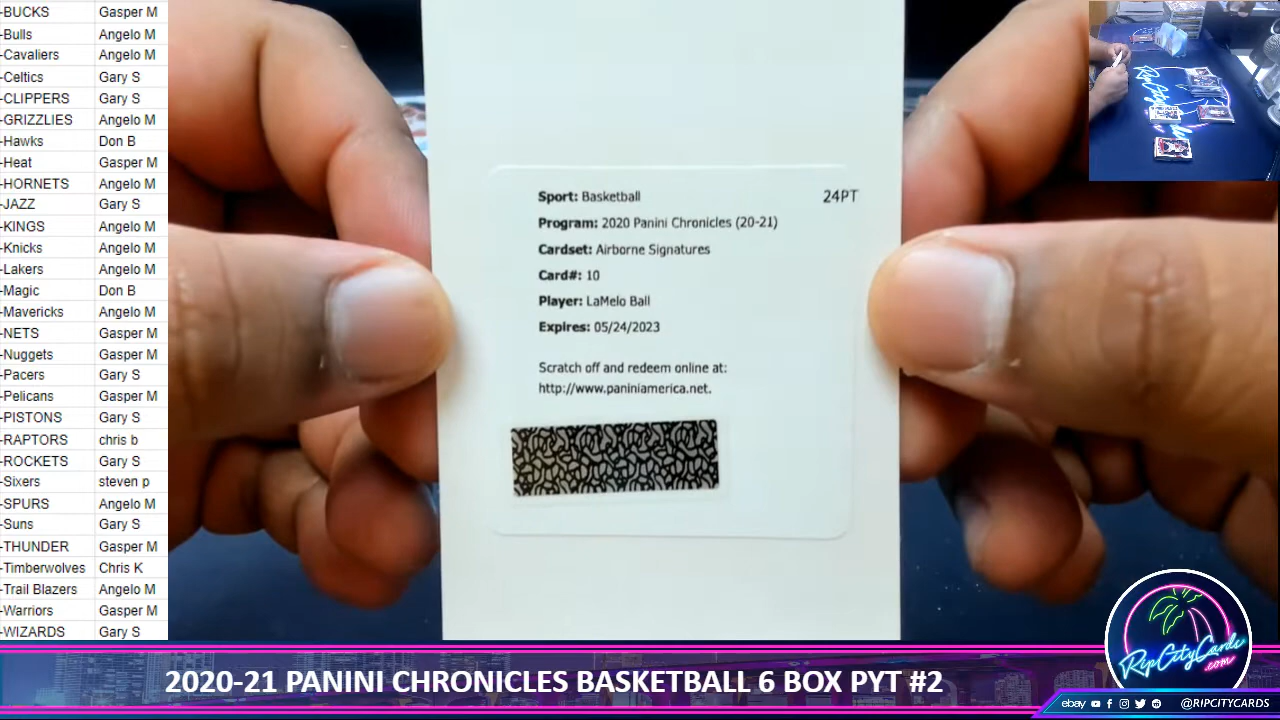 -BUCKS Gasper M
-Bulls Angelo M
-Cavaliers Angelo M
-Celtics Gary S
-CLIPPERS Gary S
-GRIZZLIES Angelo M
-Hawks Don B
-Heat Gasper M
-HORNETS Angelo M
-JAZZ Gary S
-KINGS Angelo M
-Knicks Angelo M
-Lakers Angelo M
-Magic Don B
-Mavericks Angelo M
-NETS Gasper M
-Nuggets Gasper M
-Pacers Gary S
-Pelicans Gasper M
-PISTONS Gary S
-RAPTORS chris b
-ROCKETS Gary S
-Sixers steven p
-SPURS Angelo M
-Suns Gary S
-THUNDER Gasper M
-Timberwolves Chris K
-Trail Blazers Angelo M
-Warriors Gasper M
-WIZARDS Gary S
Sport: Basketball 24PT
Program: 2020 Panini Chronicles (20-21)
Cardset: Airborne Signatures
Card#: 10
Player: LaMelo Ball
Expires: 05/24/2023
Scratch off and redeem online at:
http://www.paniniamerica.net.
RipCityCards
.com
2020-21 PANINI CHRONICLES BASKETBALL 6 BOX PYT #2
ebay @RIPCITYCARDS